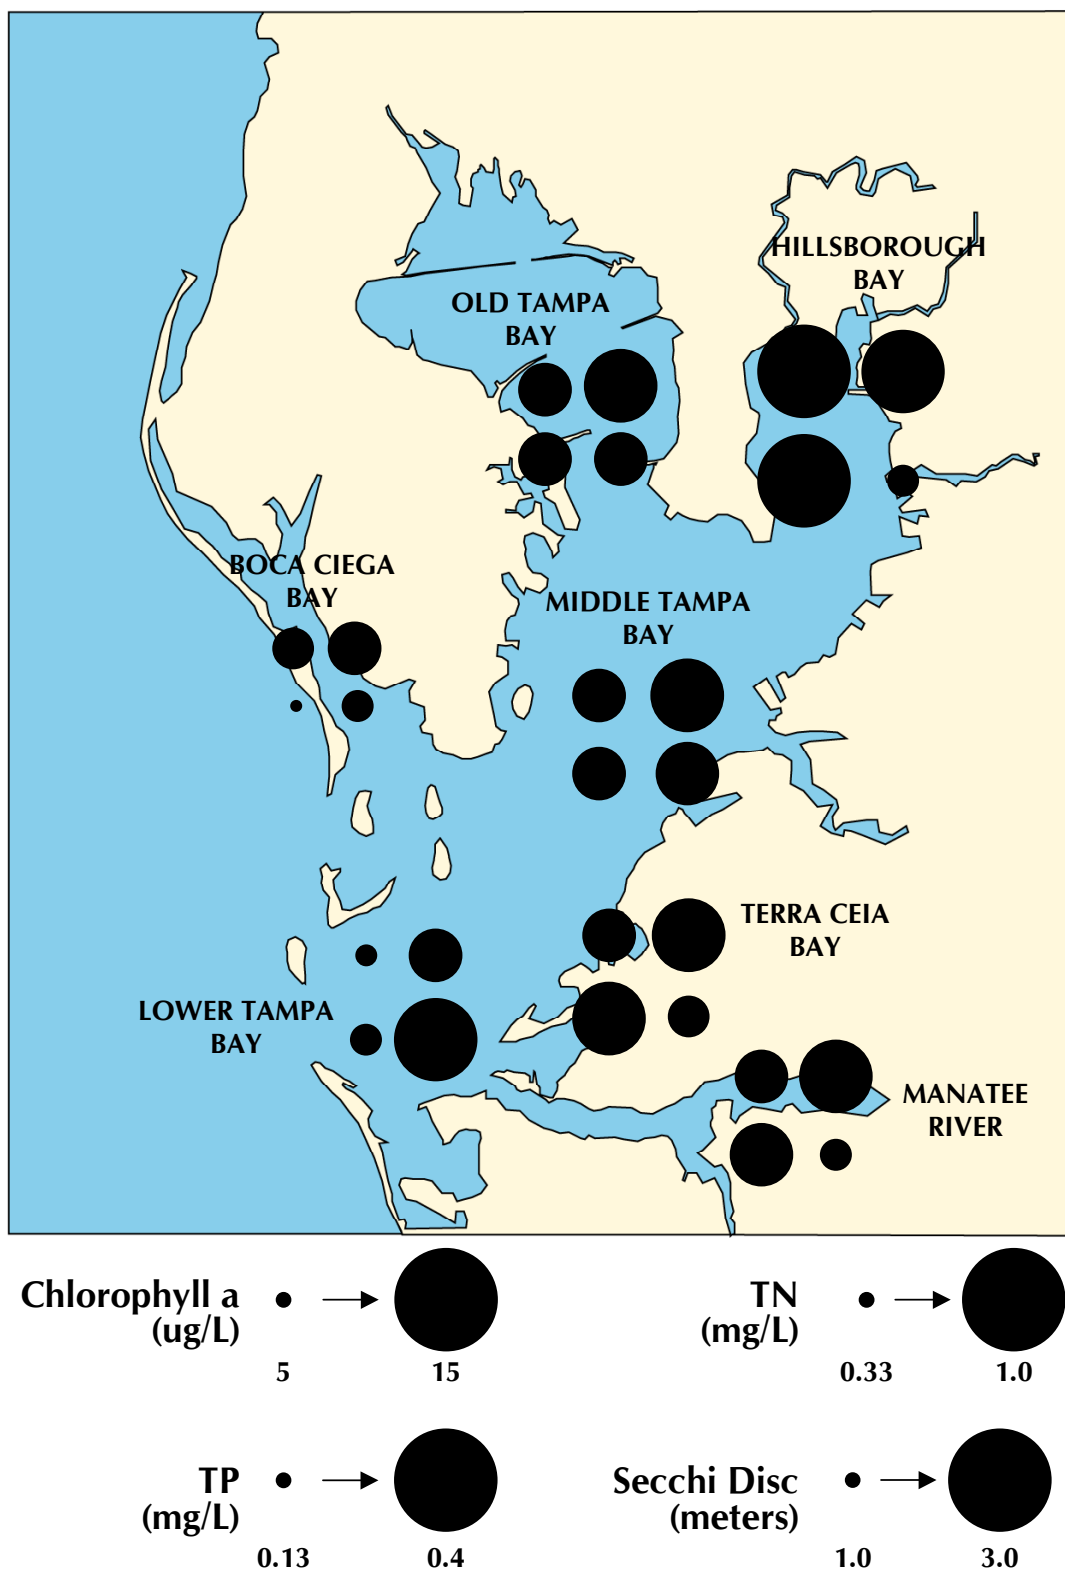 HILLSBOROUGH
BAY
OLD TAMPA
BAY
BOCA CIEGA
BAY
MIDDLE TAMPA
BAY
TERRA CEIA
BAY
LOWER TAMPA
BAY
MANATEE
RIVER
Chlorophyll a
(ug/L)
5
15
TN
(mg/L)
0.33
1.0
TP
(mg/L)
0.13
0.4
Secchi Disc
(meters)
1.0
3.0